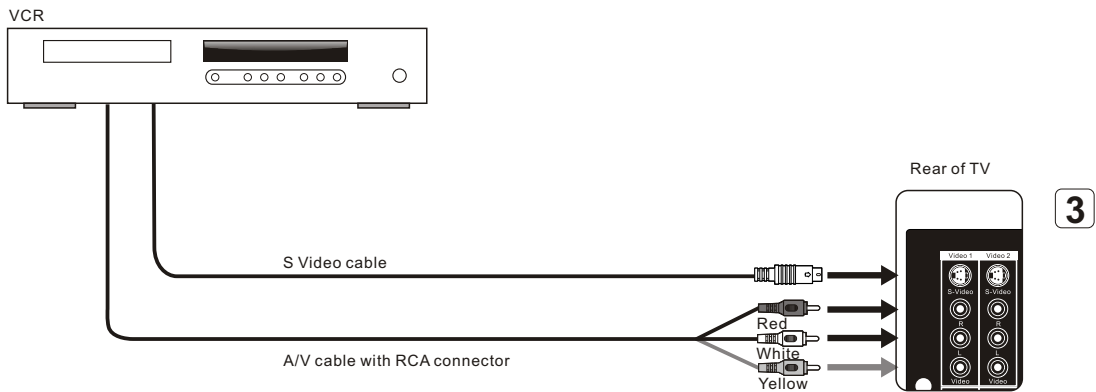 VCR
Rear of TV
3
Video 1 Video 2
S Video cable
S-Video S-Video
R R
Red
A/V cable with RCA connector
White
L L
Yellow
Video Video